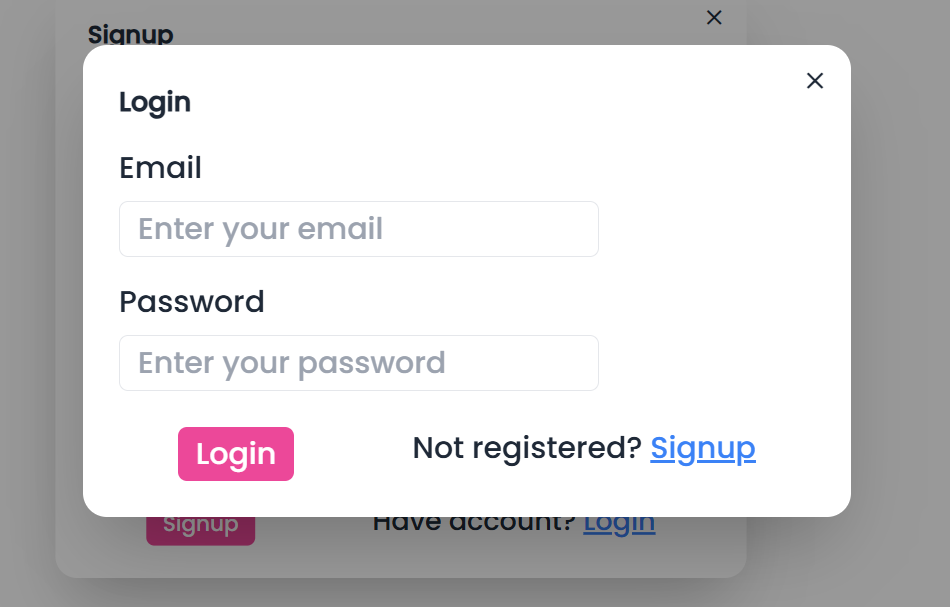 Signup
Login
Email
Enter your email
Password
Enter your password
Login
Not registered? Signup
Signup
Have account? Login